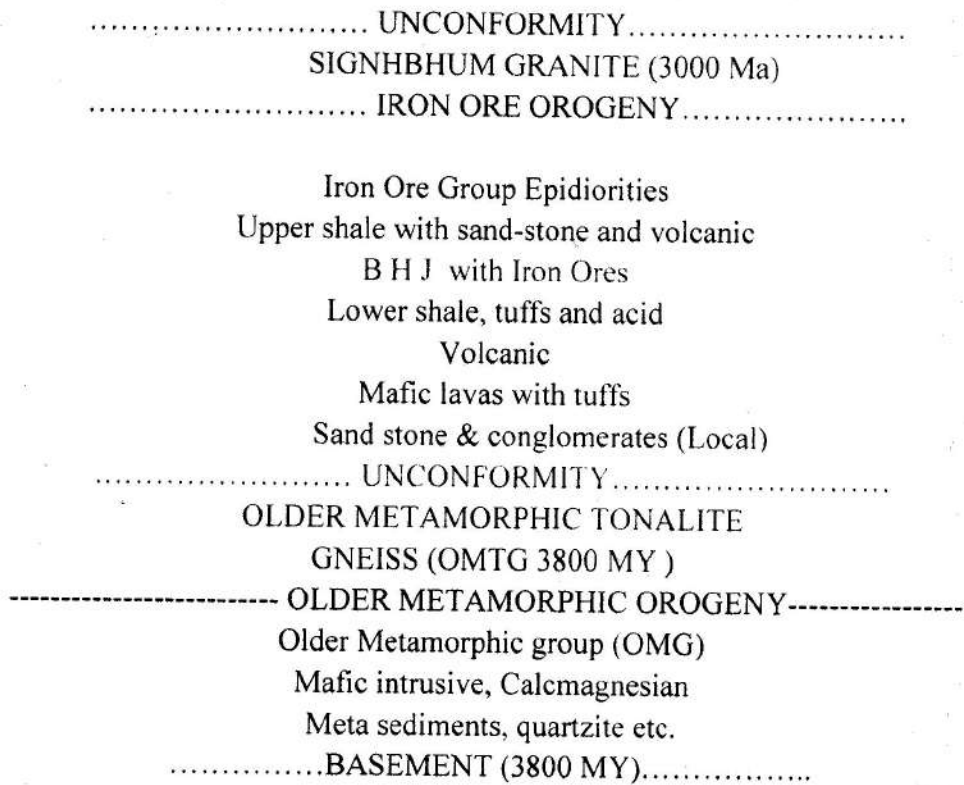 ........................... UNCONFORMITY...........................
SIGNHBHUM GRANITE (3000 Ma)
........................... IRON ORE OROGENY......................
Iron Ore Group Epidiorities
Upper shale with sand-stone and volcanic
B H J with Iron Ores
Lower shale, tuffs and acid
Volcanic
Mafic lavas with tuffs
Sand stone & conglomerates (Local)
......................... UNCONFORMITY...........................
OLDER METAMORPHIC TONALITE
GNEISS (OMTG 3800 MY )
-------------------------- OLDER METAMORPHIC OROGENY-----------------
Older Metamorphic group (OMG)
Mafic intrusive, Calcmagnesian
Meta sediments, quartzite etc.
...............BASEMENT (3800 MY).................